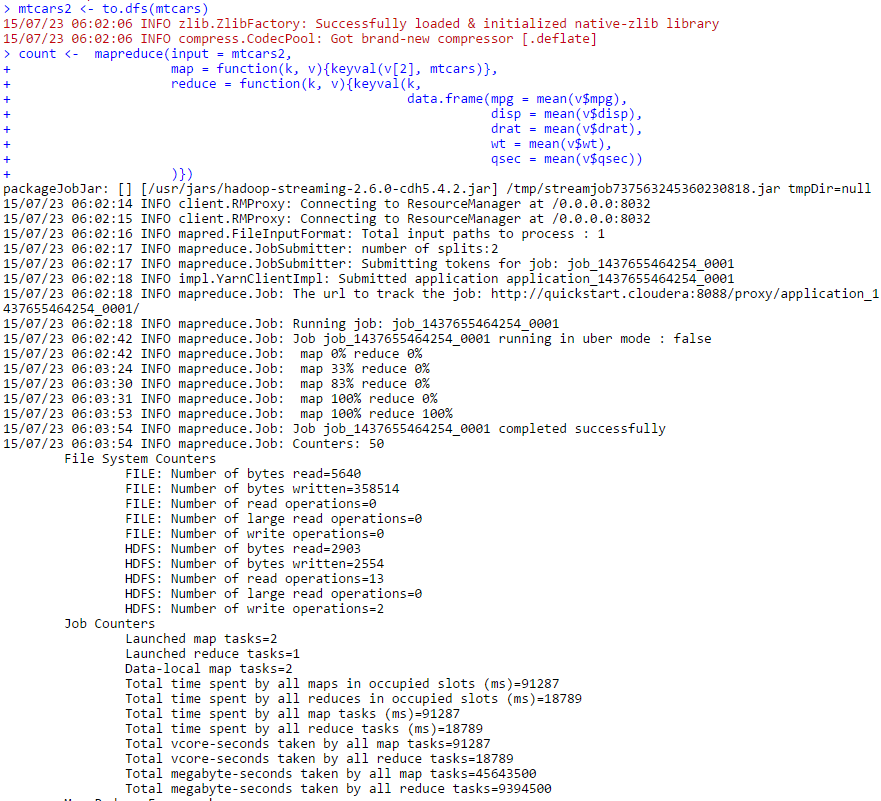 > mtcars2 <- to.dfs(mtcars)
15/07/23 06:02:06 INFO zlib.ZlibFactory: Successfully loaded & initialized native-zlib library
15/07/23 06:02:06 INFO compress.CodecPool: Got brand-new compressor [.deflate]
> count <-  mapreduce(input = mtcars2,
+                     map = function(k, v){keyval(v[2], mtcars)},
+                     reduce = function(k, v){keyval(k,
+                                                    data.frame(mpg = mean(v$mpg),
+                                                               disp = mean(v$disp),
+                                                               drat = mean(v$drat),
+                                                               wt = mean(v$wt),
+                                                               qsec = mean(v$qsec))
+                     )})
packageJobJar: [] [/usr/jars/hadoop-streaming-2.6.0-cdh5.4.2.jar] /tmp/streamjob737563245360230818.jar tmpDir=null
15/07/23 06:02:14 INFO client.RMProxy: Connecting to ResourceManager at /0.0.0.0:8032
15/07/23 06:02:15 INFO client.RMProxy: Connecting to ResourceManager at /0.0.0.0:8032
15/07/23 06:02:16 INFO mapred.FileInputFormat: Total input paths to process : 1
15/07/23 06:02:17 INFO mapreduce.JobSubmitter: number of splits:2
15/07/23 06:02:17 INFO mapreduce.JobSubmitter: Submitting tokens for job: job_1437655464254_0001
15/07/23 06:02:18 INFO impl.YarnClientImpl: Submitted application application_1437655464254_0001
15/07/23 06:02:18 INFO mapreduce.Job: The url to track the job: http://quickstart.cloudera:8088/proxy/application_1
437655464254_0001/
15/07/23 06:02:18 INFO mapreduce.Job: Running job: job_1437655464254_0001
15/07/23 06:02:42 INFO mapreduce.Job: Job job_1437655464254_0001 running in uber mode : false
15/07/23 06:02:42 INFO mapreduce.Job:  map 0% reduce 0%
15/07/23 06:03:24 INFO mapreduce.Job:  map 33% reduce 0%
15/07/23 06:03:30 INFO mapreduce.Job:  map 83% reduce 0%
15/07/23 06:03:31 INFO mapreduce.Job:  map 100% reduce 0%
15/07/23 06:03:53 INFO mapreduce.Job:  map 100% reduce 100%
15/07/23 06:03:54 INFO mapreduce.Job: Job job_1437655464254_0001 completed successfully
15/07/23 06:03:54 INFO mapreduce.Job: Counters: 50
File System Counters
FILE: Number of bytes read=5640
FILE: Number of bytes written=358514
FILE: Number of read operations=0
FILE: Number of large read operations=0
FILE: Number of write operations=0
HDFS: Number of bytes read=2903
HDFS: Number of bytes written=2554
HDFS: Number of read operations=13
HDFS: Number of large read operations=0
HDFS: Number of write operations=2
Job Counters
Launched map tasks=2
Launched reduce tasks=1
Data-local map tasks=2
Total time spent by all maps in occupied slots (ms)=91287
Total time spent by all reduces in occupied slots (ms)=18789
Total time spent by all map tasks (ms)=91287
Total time spent by all reduce tasks (ms)=18789
Total vcore-seconds taken by all map tasks=91287
Total vcore-seconds taken by all reduce tasks=18789
Total megabyte-seconds taken by all map tasks=45643500
Total megabyte-seconds taken by all reduce tasks=9394500